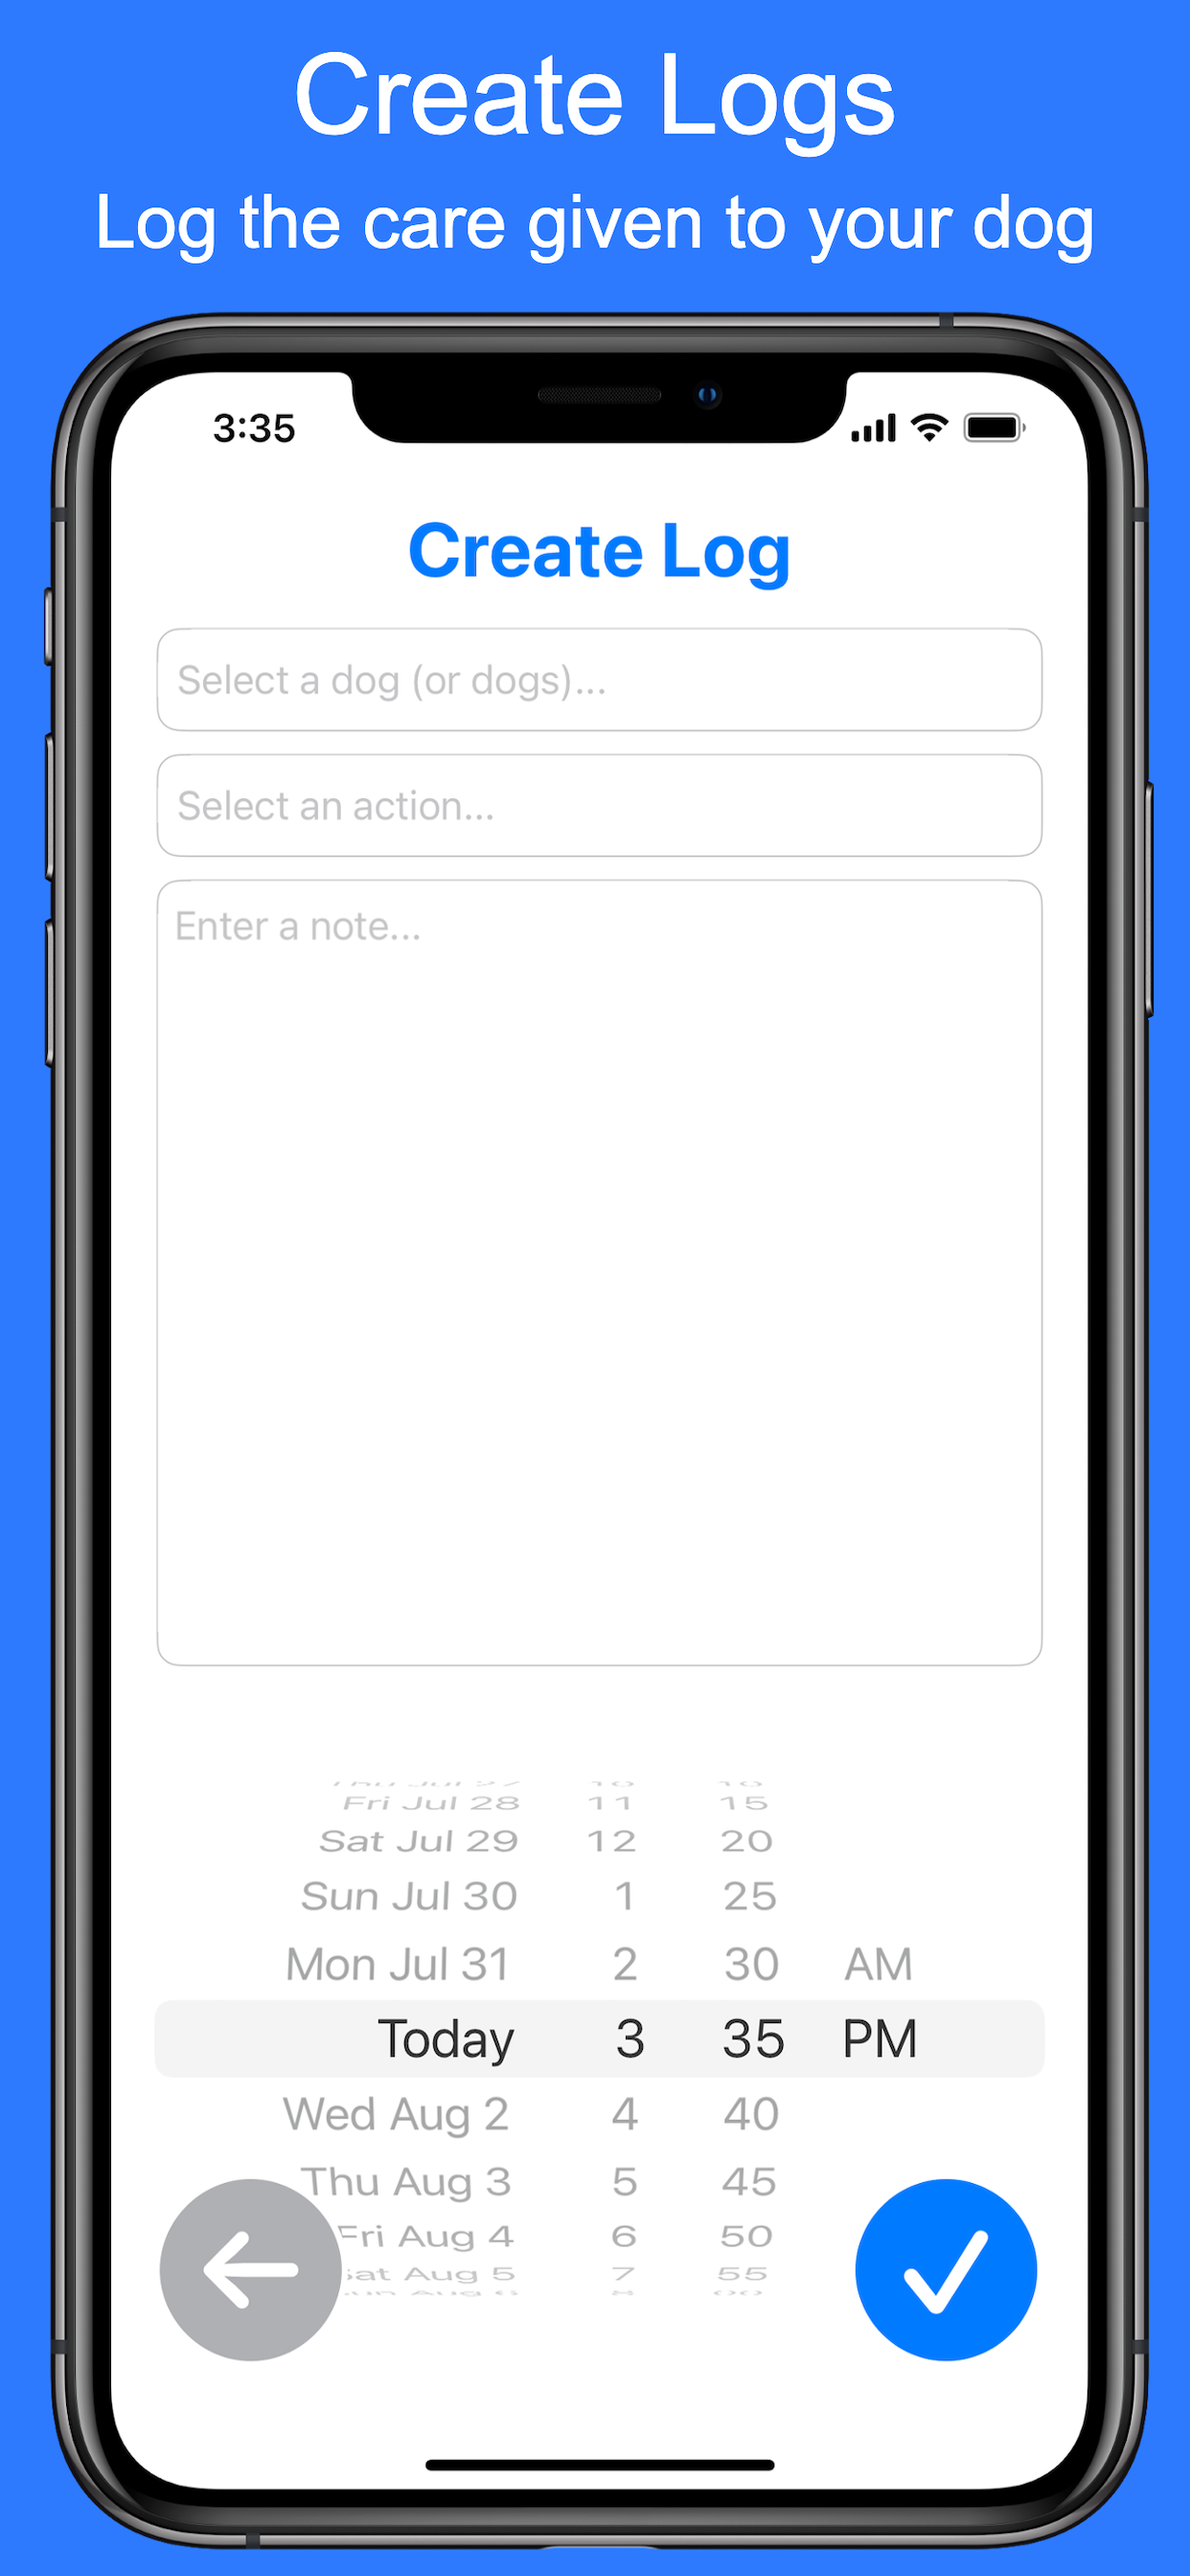 Create Logs
Log the care given to your dog
3:35
Create Log
Select a dog (or dogs)...
Select an action...
Enter a note...
Fri Jul 28 11 15
Sat Jul 29 12 20
Sun Jul 30 1 25
Mon Jul 31 2 30 AM
Today 3 35 PM
Wed Aug 2 4 40
Thu Aug 3 5 45
Fri Aug 4 6 50
Aug 5 7 55